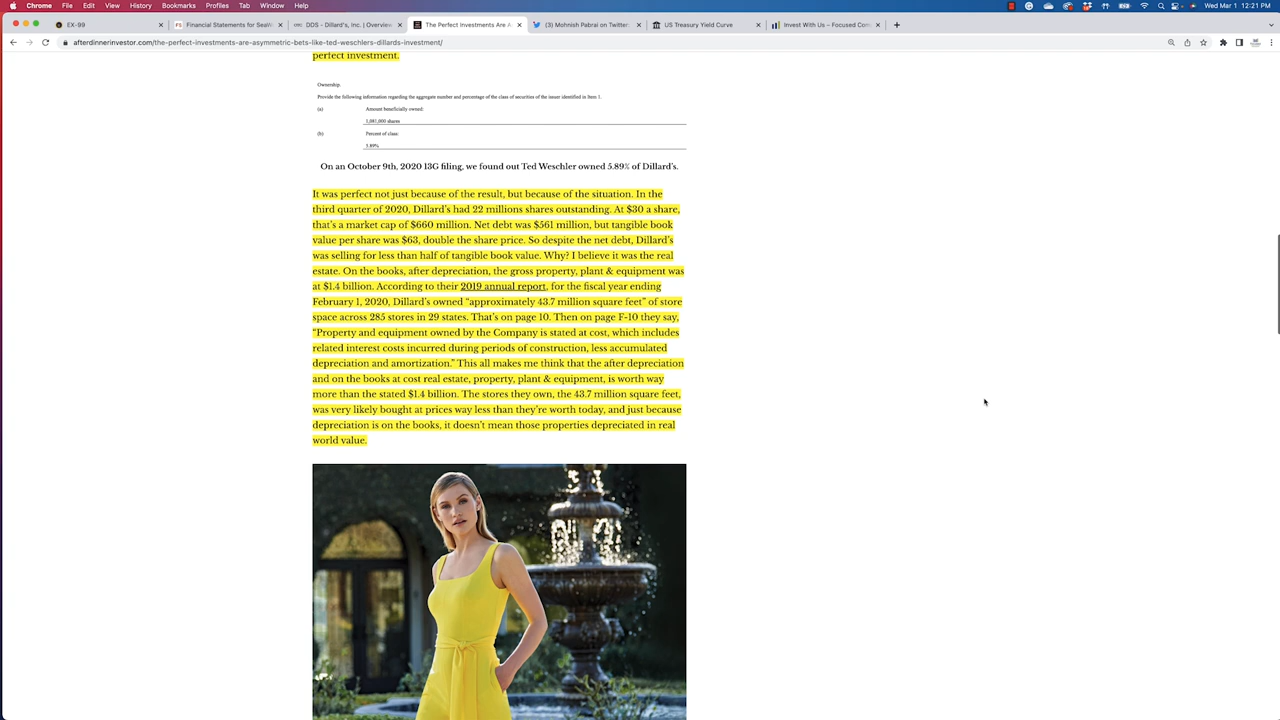 Chrome File Edit View History Bookmarks Profiles Tab Window Help Wed Mar 1 12:21 PM
EX-99 Financial Statements for SeaW DDS - Dillard's, Inc. | Overview The Perfect Investments Are A (3) Mohnish Pabrai on Twitter: US Treasury Yield Curve Invest With Us – Focused Com
afterdinnerinvestor.com/the-perfect-investments-are-asymmetric-bets-like-ted-weschlers-dillards-investment/
perfect investment.
Ownership.
Provide the following information regarding the aggregate number and percentage of the class of securities of the issuer identified in Item 1.
(a) Amount beneficially owned:
1,081,000 shares
(b) Percent of class:
5.89%
On an October 9th, 2020 13G filing, we found out Ted Weschler owned 5.89% of Dillard's.
It was perfect not just because of the result, but because of the situation. In the
third quarter of 2020, Dillard's had 22 millions shares outstanding. At $30 a share,
that's a market cap of $660 million. Net debt was $561 million, but tangible book
value per share was $63, double the share price. So despite the net debt, Dillard's
was selling for less than half of tangible book value. Why? I believe it was the real
estate. On the books, after depreciation, the gross property, plant & equipment was
at $1.4 billion. According to their 2019 annual report, for the fiscal year ending
February 1, 2020, Dillard's owned “approximately 43.7 million square feet” of store
space across 285 stores in 29 states. That's on page 10. Then on page F-10 they say,
“Property and equipment owned by the Company is stated at cost, which includes
related interest costs incurred during periods of construction, less accumulated
depreciation and amortization.” This all makes me think that the after depreciation
and on the books at cost real estate, property, plant & equipment, is worth way
more than the stated $1.4 billion. The stores they own, the 43.7 million square feet,
was very likely bought at prices way less than they're worth today, and just because
depreciation is on the books, it doesn't mean those properties depreciated in real
world value.